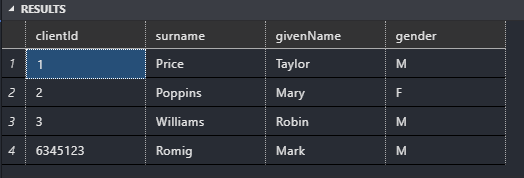 RESULTS
clientId surname givenName gender
1 1 Price Taylor M
2 2 Poppins Mary F
3 3 Williams Robin M
4 6345123 Romig Mark M